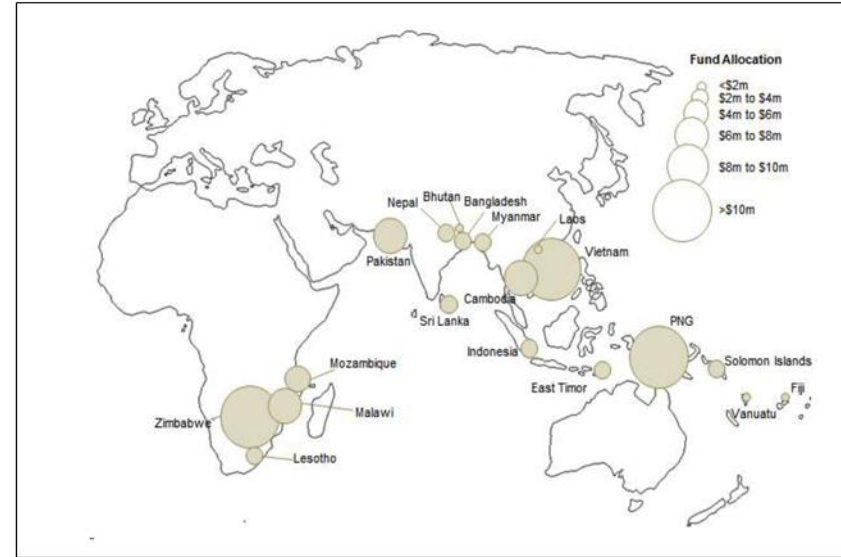 Fund Allocation
<$2m
$2m to $4m
$4m to $6m
$6m to $8m
$8m to $10m
>$10m
Bhutan
Nepal
Bangladesh
Myanmar
Laos
Pakistan
Vietnam
Cambodia
Sri Lanka
PNG
Indonesia
Solomon Islands
Mozambique
East Timor
Fiji
Malawi
Vanuatu
Zimbabwe
Lesotho